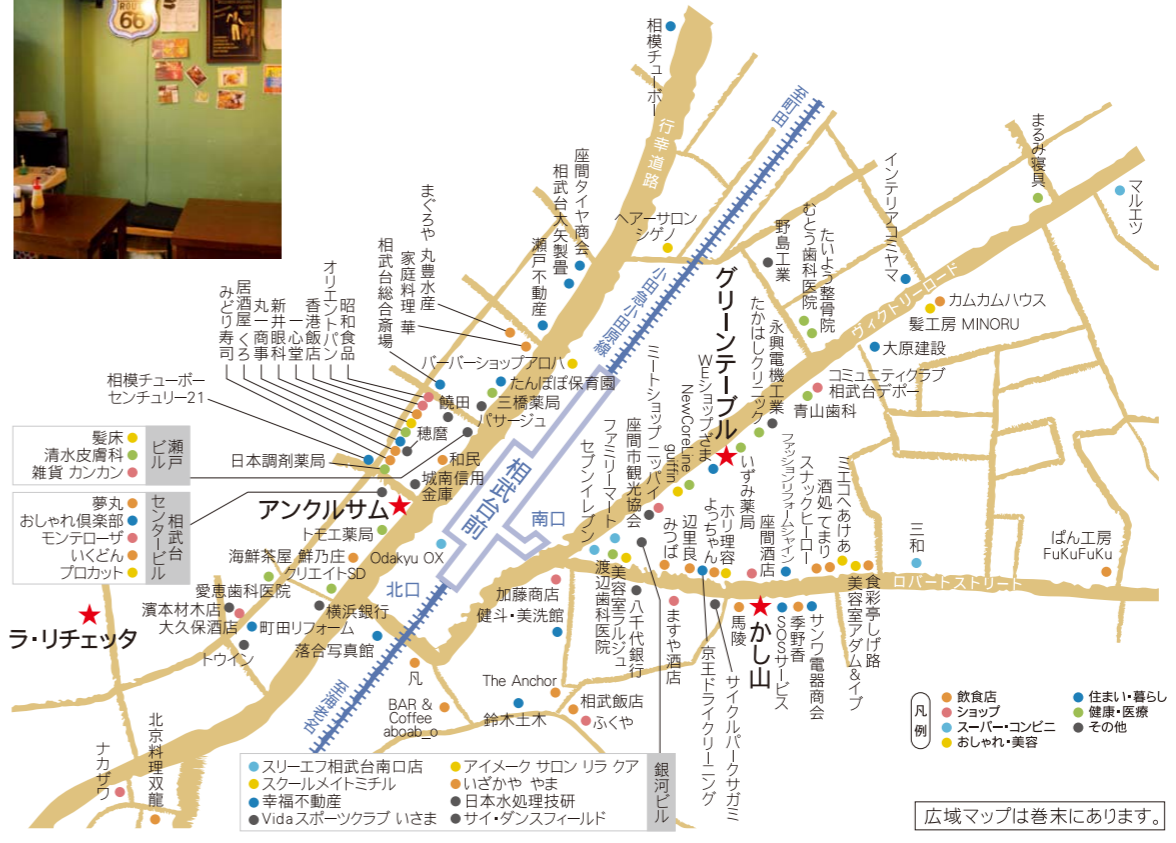 ROUTE
66
相模チューボー
行幸道路
至町田
まるみ寝具
マルエツ
インテリアコミヤマ
ヴィクトリーロード
カムカムハウス
髪工房 MINORU
大原建設
コミュニティクラブ
相武台デポー
青山歯科
たいよう整骨院
むとう歯科医院
野島工業
ヘアーサロン
シゲノ
小田急小田原線
座間タイヤ商会
相武台大矢製畳
瀬戸不動産
まぐろや 丸豊水産
家庭料理 華
相武台総合斎場
昭和食品
オリエントパン
香港飯店
一心堂
新井眼科
丸一商事
居酒屋 くろ
みどり寿司
相模チューボー
センチュリー21
バーバーショップアロハ
たんぽぽ保育園
三橋薬局
パサージュ
饒田
穂麿
日本調剤薬局
和民
城南信用
金庫
瀬戸
ビル
髪床
清水皮膚科
雑貨 カンカン
相武台
センタービル
夢丸
おしゃれ倶楽部
モンテローザ
いくどん
プロカット
アンクルサム
トモエ薬局
海鮮茶屋 鮮乃庄
Odakyu OX
クリエイトSD
愛恵歯科医院
濱本材木店
大久保酒店
町田リフォーム
トウイン
横浜銀行
落合写真館
ラ・リチェッタ
相武台前
南口
北口
至海老名
グリーンテーブル
永興電機工業
たかはしクリニック
WEショップざま
NewCoreLine
guffin
ミートショップ ニッパイ
座間市観光協会
ファミリーマート
セブンイレブン
いずみ薬局
ファッションリフォームシャイン
スナックヒーロー
酒処 てまり
ミエコへあけあ
三和
ぱん工房
FuKuFuKu
ロバートストリート
座間酒店
ホリ理容
よっちゃん
辺里良
みつば
渡辺歯科医院
美容室ラルジュ
八千代銀行
ますや酒店
馬陵
かし山
SOSサービス
季野香
サンワ電器商会
美容室アダム&イブ
食彩亭しげ路
京王ドライクリーニング
サイクルパークサガミ
加藤商店
健斗・美洗館
The Anchor
鈴木土木
相武飯店
ふくや
凡
BAR &
Coffee
aboab_o
ナカザワ
北京料理 双龍
銀河ビル
スリーエフ相武台南口店
スクールメイトミチル
幸福不動産
Vidaスポーツクラブ いさま
アイメーク サロン リラ クア
いざかや やま
日本水処理技研
サイ・ダンスフィールド
凡例
飲食店
ショップ
スーパー・コンビニ
おしゃれ・美容
住まい・暮らし
健康・医療
その他
広域マップは巻末にあります。